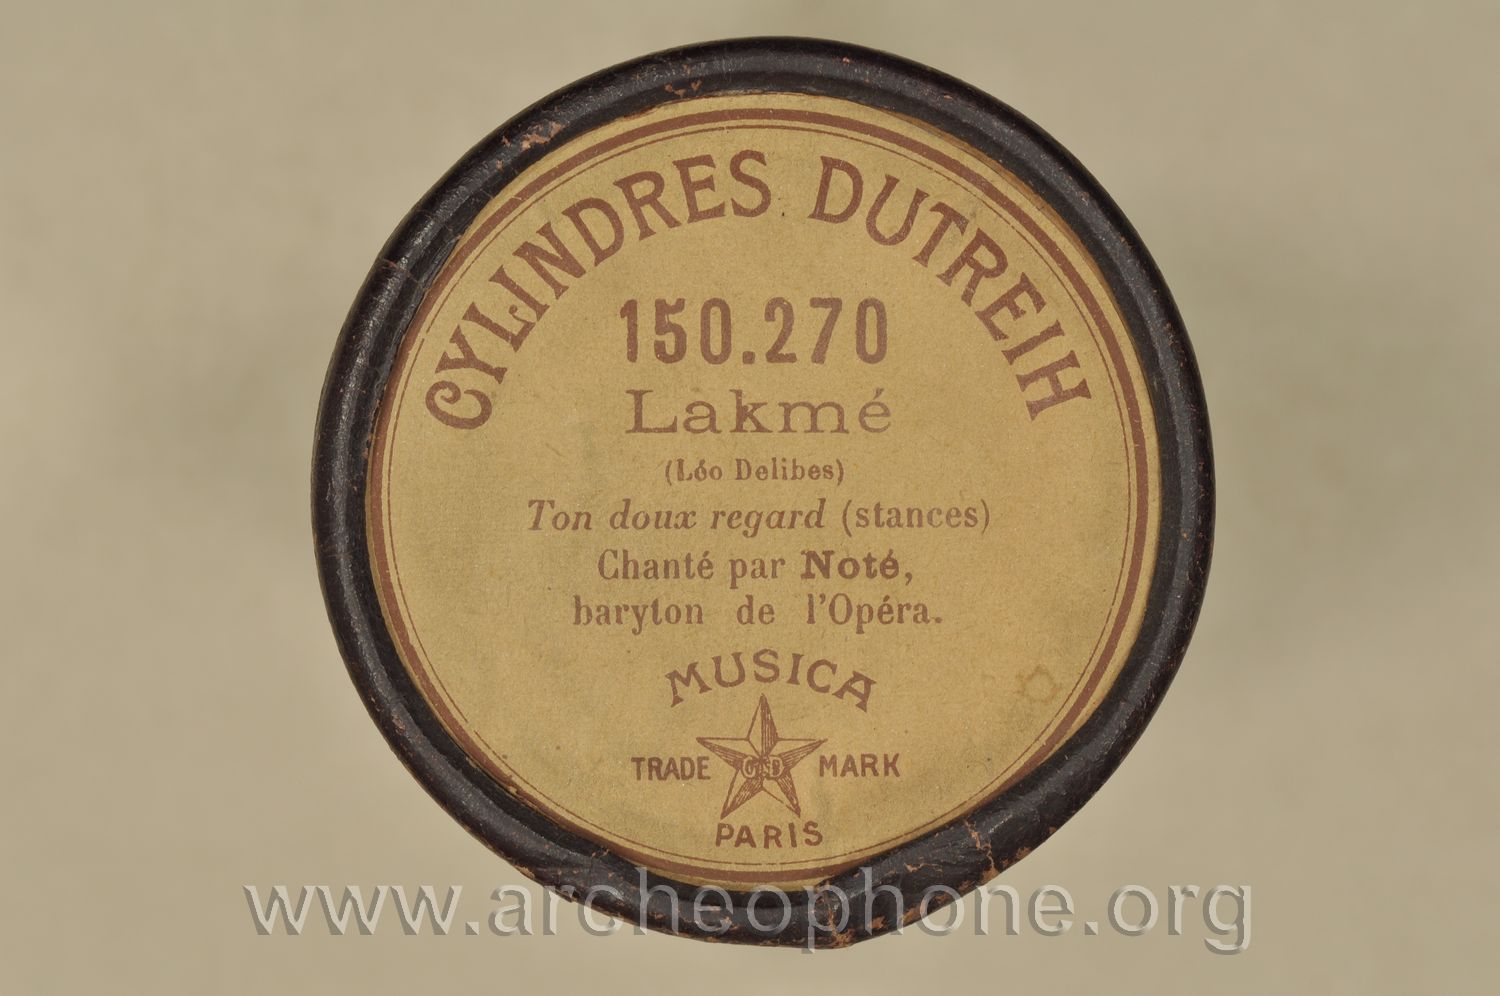 CYLINDRES DUTREIH
150.270
Lakmé
(Léo Delibes)
Ton doux regard (stances)
Chanté par Noté,
baryton de l'Opéra.
MUSICA
TRADE MARK
PARIS
www.archeophone.org